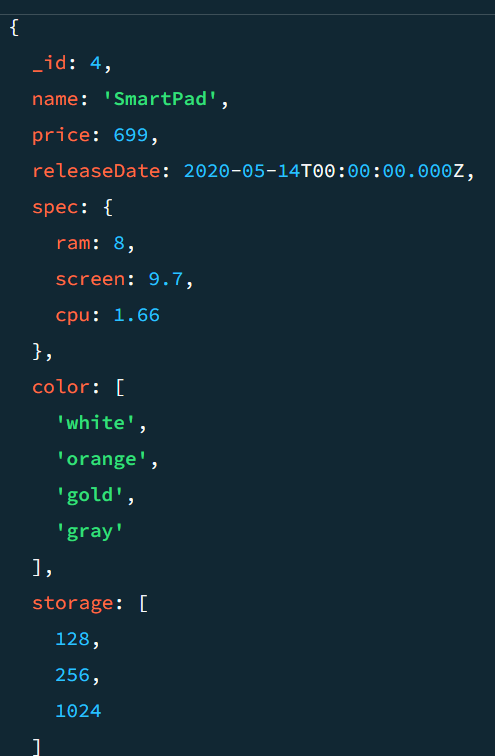 {
_id: 4,
name: 'SmartPad',
price: 699,
releaseDate: 2020-05-14T00:00:00.000Z,
spec: {
ram: 8,
screen: 9.7,
cpu: 1.66
},
color: [
'white',
'orange',
'gold',
'gray'
],
storage: [
128,
256,
1024
]